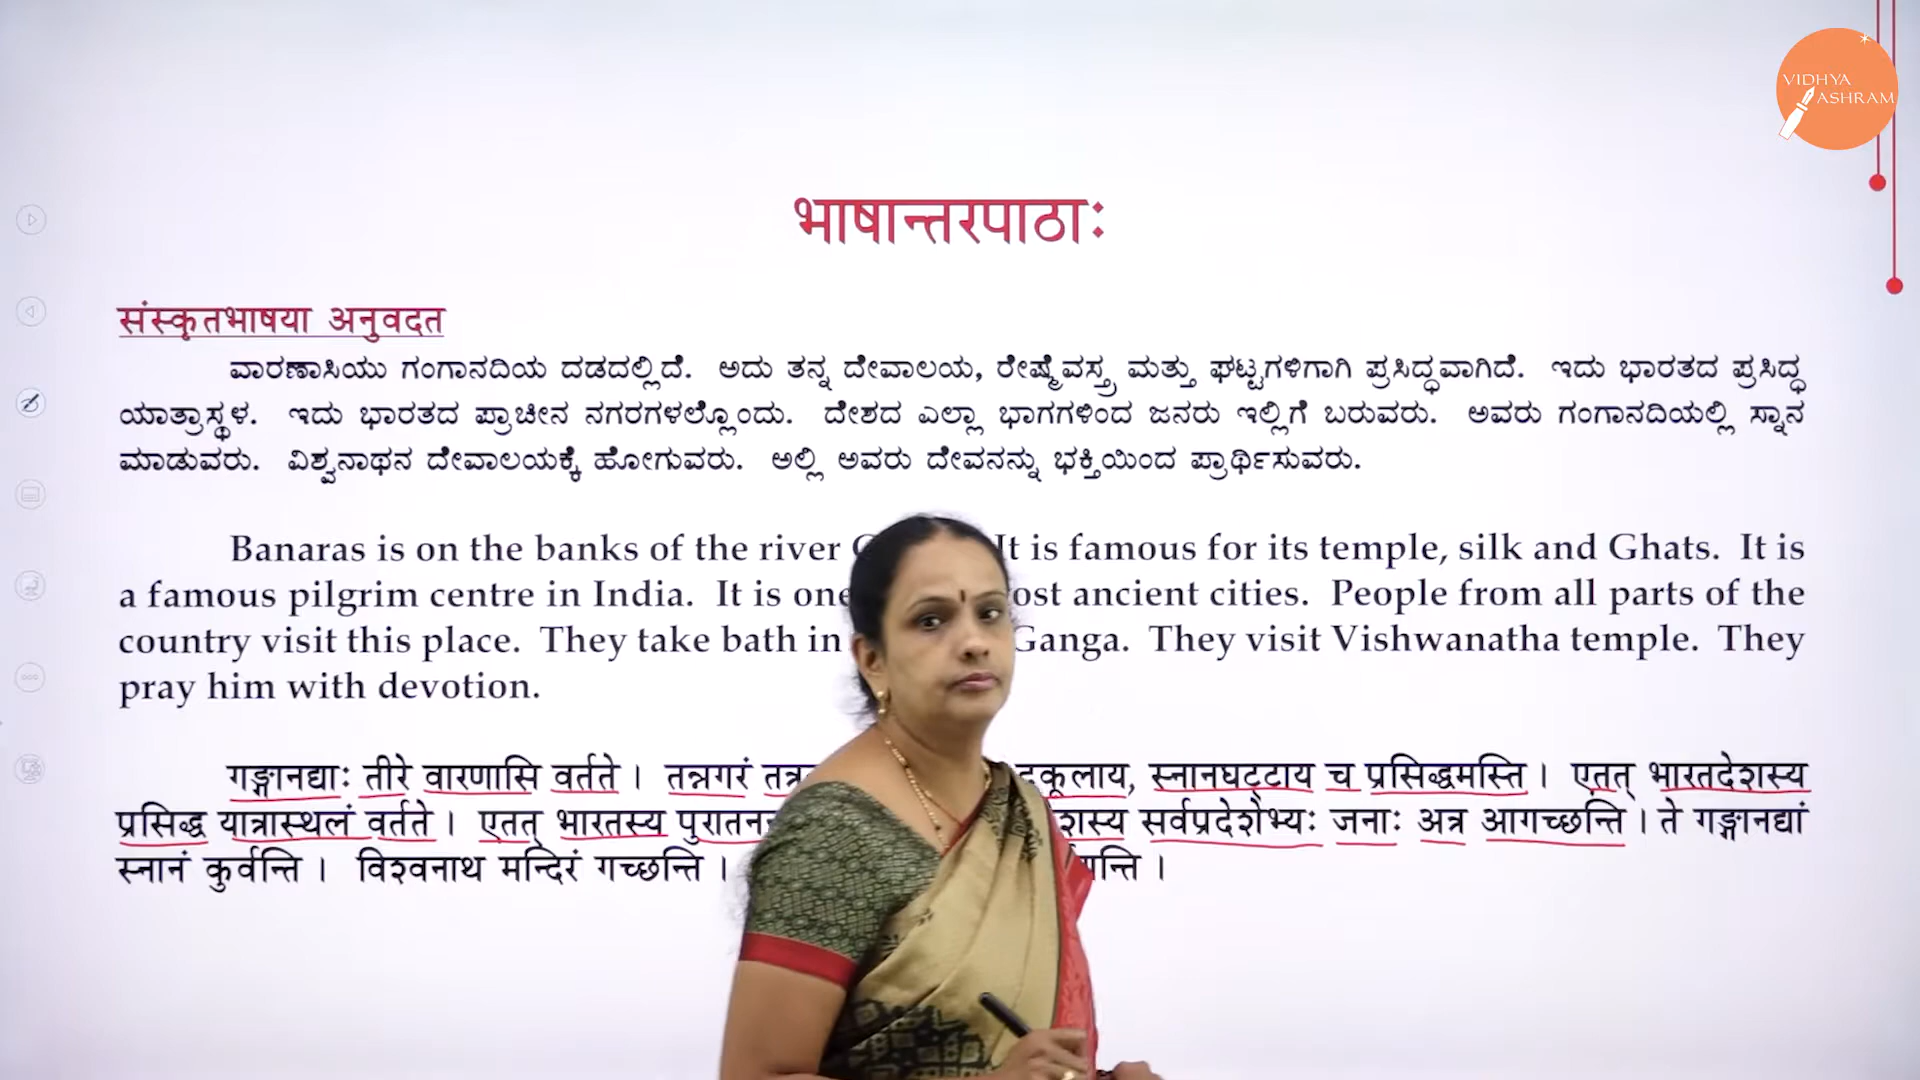 VIDHYA
ASHRAM
भाषान्तरपाठाः
संस्कृतभाषया अनुवदत
ವಾರಣಾಸಿಯು ಗಂಗಾನದಿಯ ದಡದಲ್ಲಿದೆ. ಅದು ತನ್ನ ದೇವಾಲಯ, ರೇಷ್ಮೆವಸ್ತ್ರ ಮತ್ತು ಘಟ್ಟಗಳಿಗಾಗಿ ಪ್ರಸಿದ್ಧವಾಗಿದೆ. ಇದು ಭಾರತದ ಪ್ರಸಿದ್ಧ
ಯಾತ್ರಾಸ್ಥಳ. ಇದು ಭಾರತದ ಪ್ರಾಚೀನ ನಗರಗಳಲ್ಲೊಂದು. ದೇಶದ ಎಲ್ಲಾ ಭಾಗಗಳಿಂದ ಜನರು ಇಲ್ಲಿಗೆ ಬರುವರು. ಅವರು ಗಂಗಾನದಿಯಲ್ಲಿ ಸ್ನಾನ
ಮಾಡುವರು. ವಿಶ್ವನಾಥನ ದೇವಾಲಯಕ್ಕೆ ಹೋಗುವರು. ಅಲ್ಲಿ ಅವರು ದೇವನನ್ನು ಭಕ್ತಿಯಿಂದ ಪ್ರಾರ್ಥಿಸುವರು.
Banaras is on the banks of the river It is famous for its temple, silk and Ghats. It is
a famous pilgrim centre in India. It is one ancient cities. People from all parts of the
country visit this place. They take bath in Ganga. They visit Vishwanatha temple. They
pray him with devotion.
गङ्गानद्याः तीरे वारणासि वर्तते । तन्नगरं स्नानघट्टाय च प्रसिद्धमस्ति । एतत् भारतदेशस्य
प्रसिद्ध यात्रास्थलं वर्तते । एतत् भारतस्य सर्वप्रदेशेभ्यः जनाः अत्र आगच्छन्ति । ते गङ्गानद्यां
स्नानं कुर्वन्ति । विश्वनाथ मन्दिरं गच्छन्ति ।